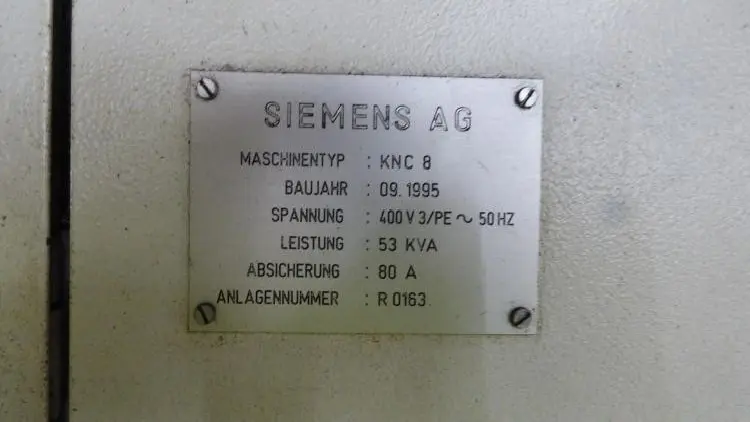 SIEMENS AG
MASCHINENTYP : KNC 8
BAUJAHR : 09.1995
SPANNUNG : 400 V 3/PE ~ 50 HZ
LEISTUNG : 53 KVA
ABSICHERUNG : 80 A
ANLAGENNUMMER : R 0163